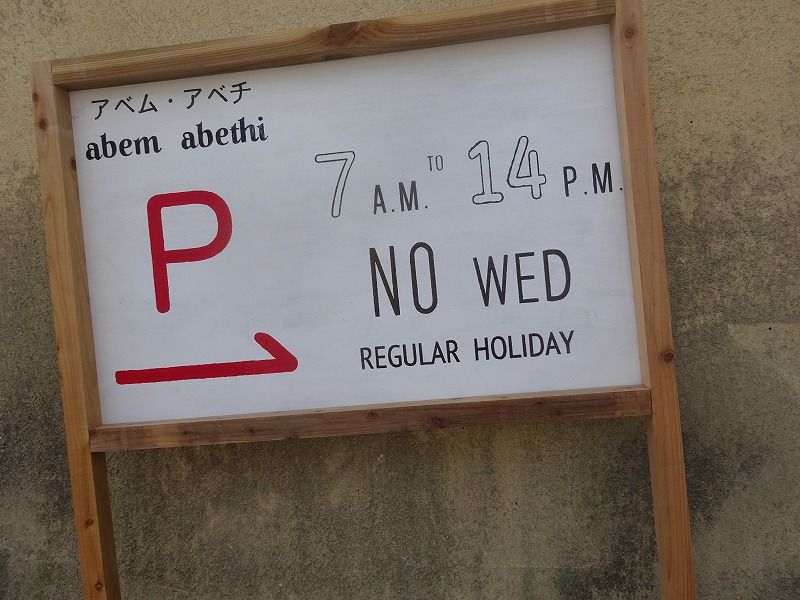 アベム・アベチ
abem abethi
P
7 A.M. TO 14 P.M.
NO WED
REGULAR HOLIDAY